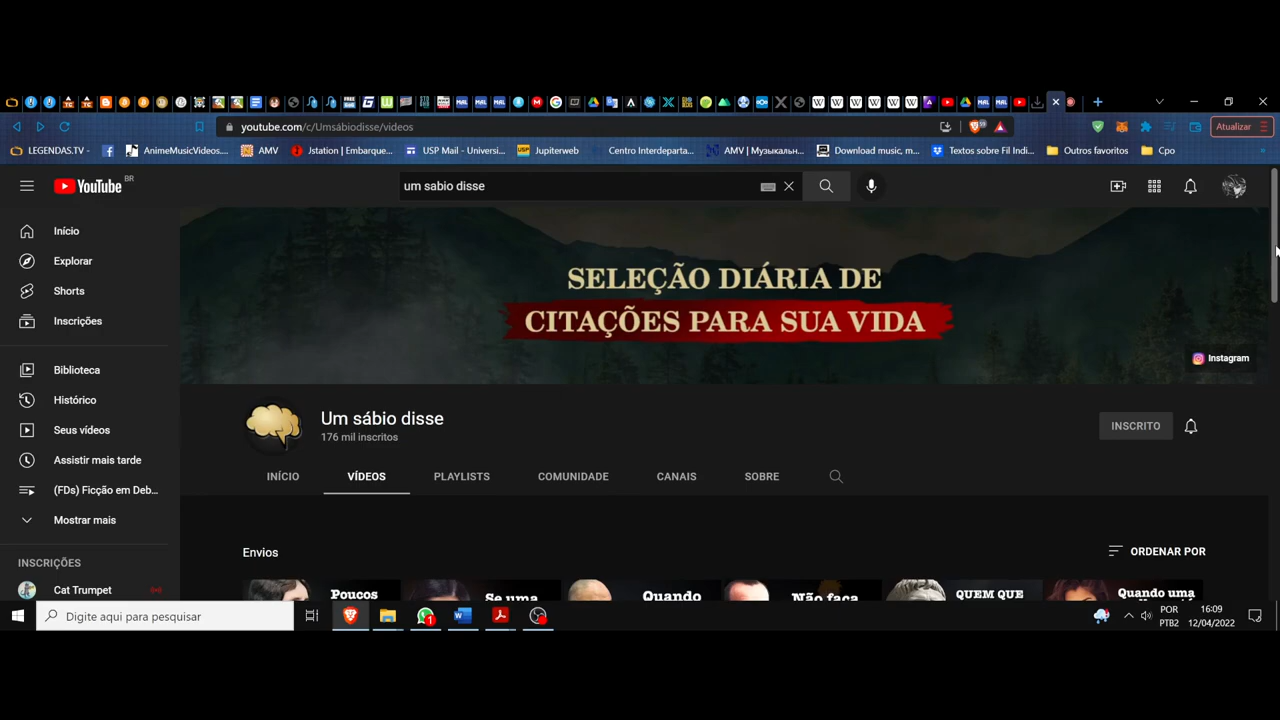 youtube.com/c/Umsábiodisse/videos
Atualizar
LEGENDAS.TV
AnimeMusicVideos...
AMV
Jstation | Embarque...
USP Mail - Universi...
Jupiterweb
Centro Interdeparta...
AMV | Музыкальн...
Download music, m...
Textos sobre Fil Indi...
Outros favoritos
Cpo
YouTube BR
um sabio disse
Início
Explorar
Shorts
Inscrições
Biblioteca
Histórico
Seus vídeos
Assistir mais tarde
(FDs) Ficção em Deb...
Mostrar mais
INSCRIÇÕES
Cat Trumpet
SELEÇÃO DIÁRIA DE
CITAÇÕES PARA SUA VIDA
Instagram
Um sábio disse
176 mil inscritos
INSCRITO
INÍCIO
VÍDEOS
PLAYLISTS
COMUNIDADE
CANAIS
SOBRE
Envios
ORDENAR POR
Poucos
Se uma
Quando
Não faça
QUEM QUE
Quando uma
Digite aqui para pesquisar
1
POR
PTB2
16:09
12/04/2022